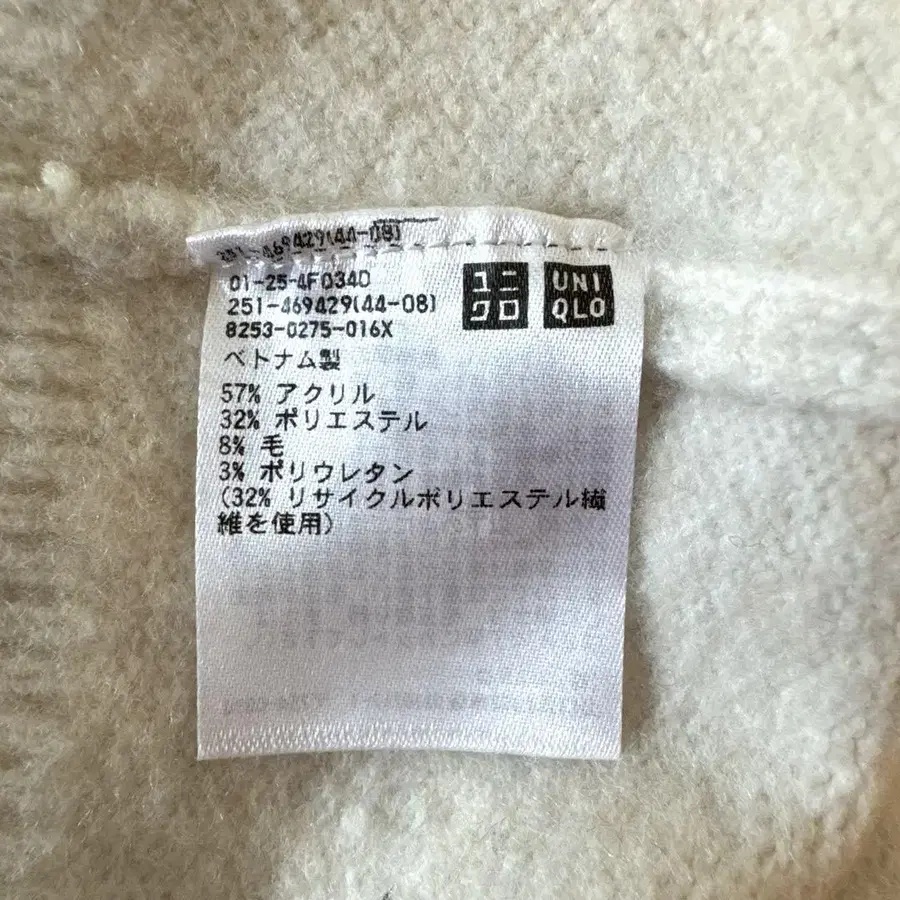 251-469429(44-08)
01-25-4F034D
251-469429(44-08)
8253-0275-016X
ベトナム製
57% アクリル
32% ポリエステル
8% 毛
3% ポリウレタン
(32% リサイクルポリエステル繊
維を使用)
ユニ
クロ
UNI
QLO